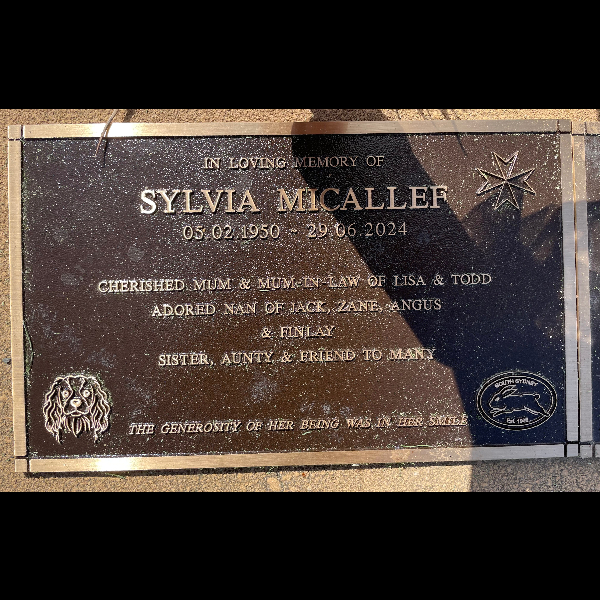 IN LOVING MEMORY OF
SYLVIA MICALLEF
05.02.1950 - 29.06.2024
CHERISHED MUM & MUM-IN-LAW OF LISA & TODD
ADORED NAN OF JACK, ZANE, ANGUS
& FINLAY
SISTER, AUNTY & FRIEND TO MANY
THE GENEROSITY OF HER BEING WAS IN HER SMILE
SOUTH SYDNEY
Est. 1908